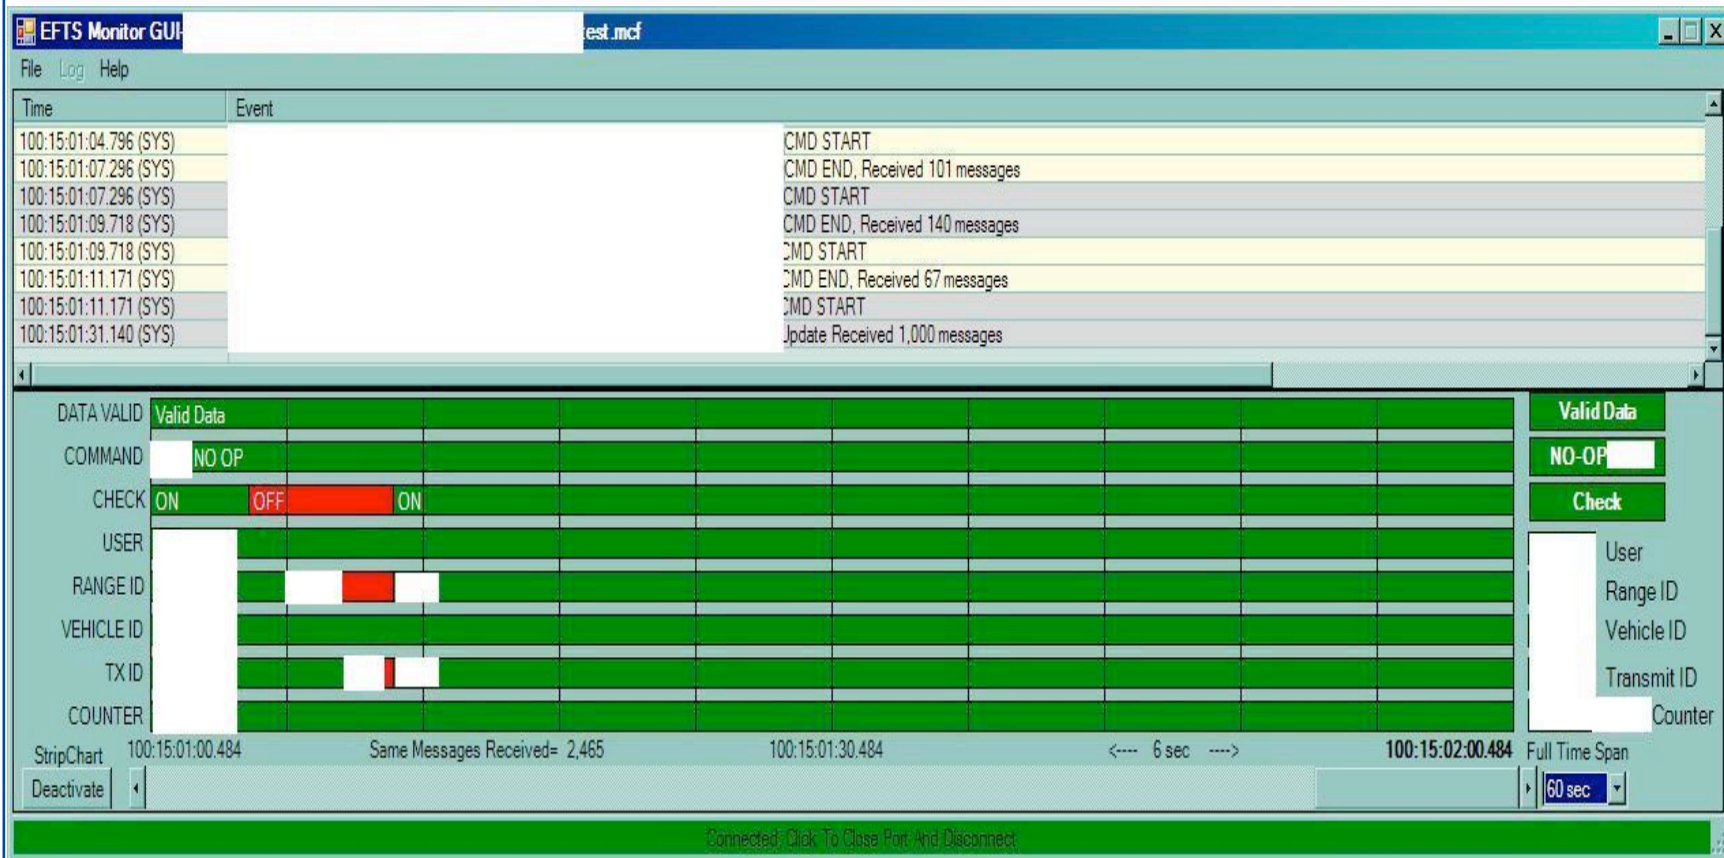 EFTS Monitor GUI- est.mcf
File Log Help
Time Event
100:15:01:04.796 (SYS) CMD START
100:15:01:07.296 (SYS) CMD END, Received 101 messages
100:15:01:07.296 (SYS) CMD START
100:15:01:09.718 (SYS) CMD END, Received 140 messages
100:15:01:09.718 (SYS) CMD START
100:15:01:11.171 (SYS) CMD END, Received 67 messages
100:15:01:11.171 (SYS) CMD START
100:15:01:31.140 (SYS) Update Received 1,000 messages
DATA VALID Valid Data Valid Data
COMMAND NO OP NO-OP
CHECK ON OFF ON Check
USER User
RANGE ID Range ID
VEHICLE ID Vehicle ID
TX ID Transmit ID
COUNTER Counter
StripChart 100:15:01:00.484 Same Messages Received= 2,465 100:15:01:30.484 <---- 6 sec ----> 100:15:02:00.484 Full Time Span
Deactivate 60 sec
Connected, Click To Close Port And Disconnect